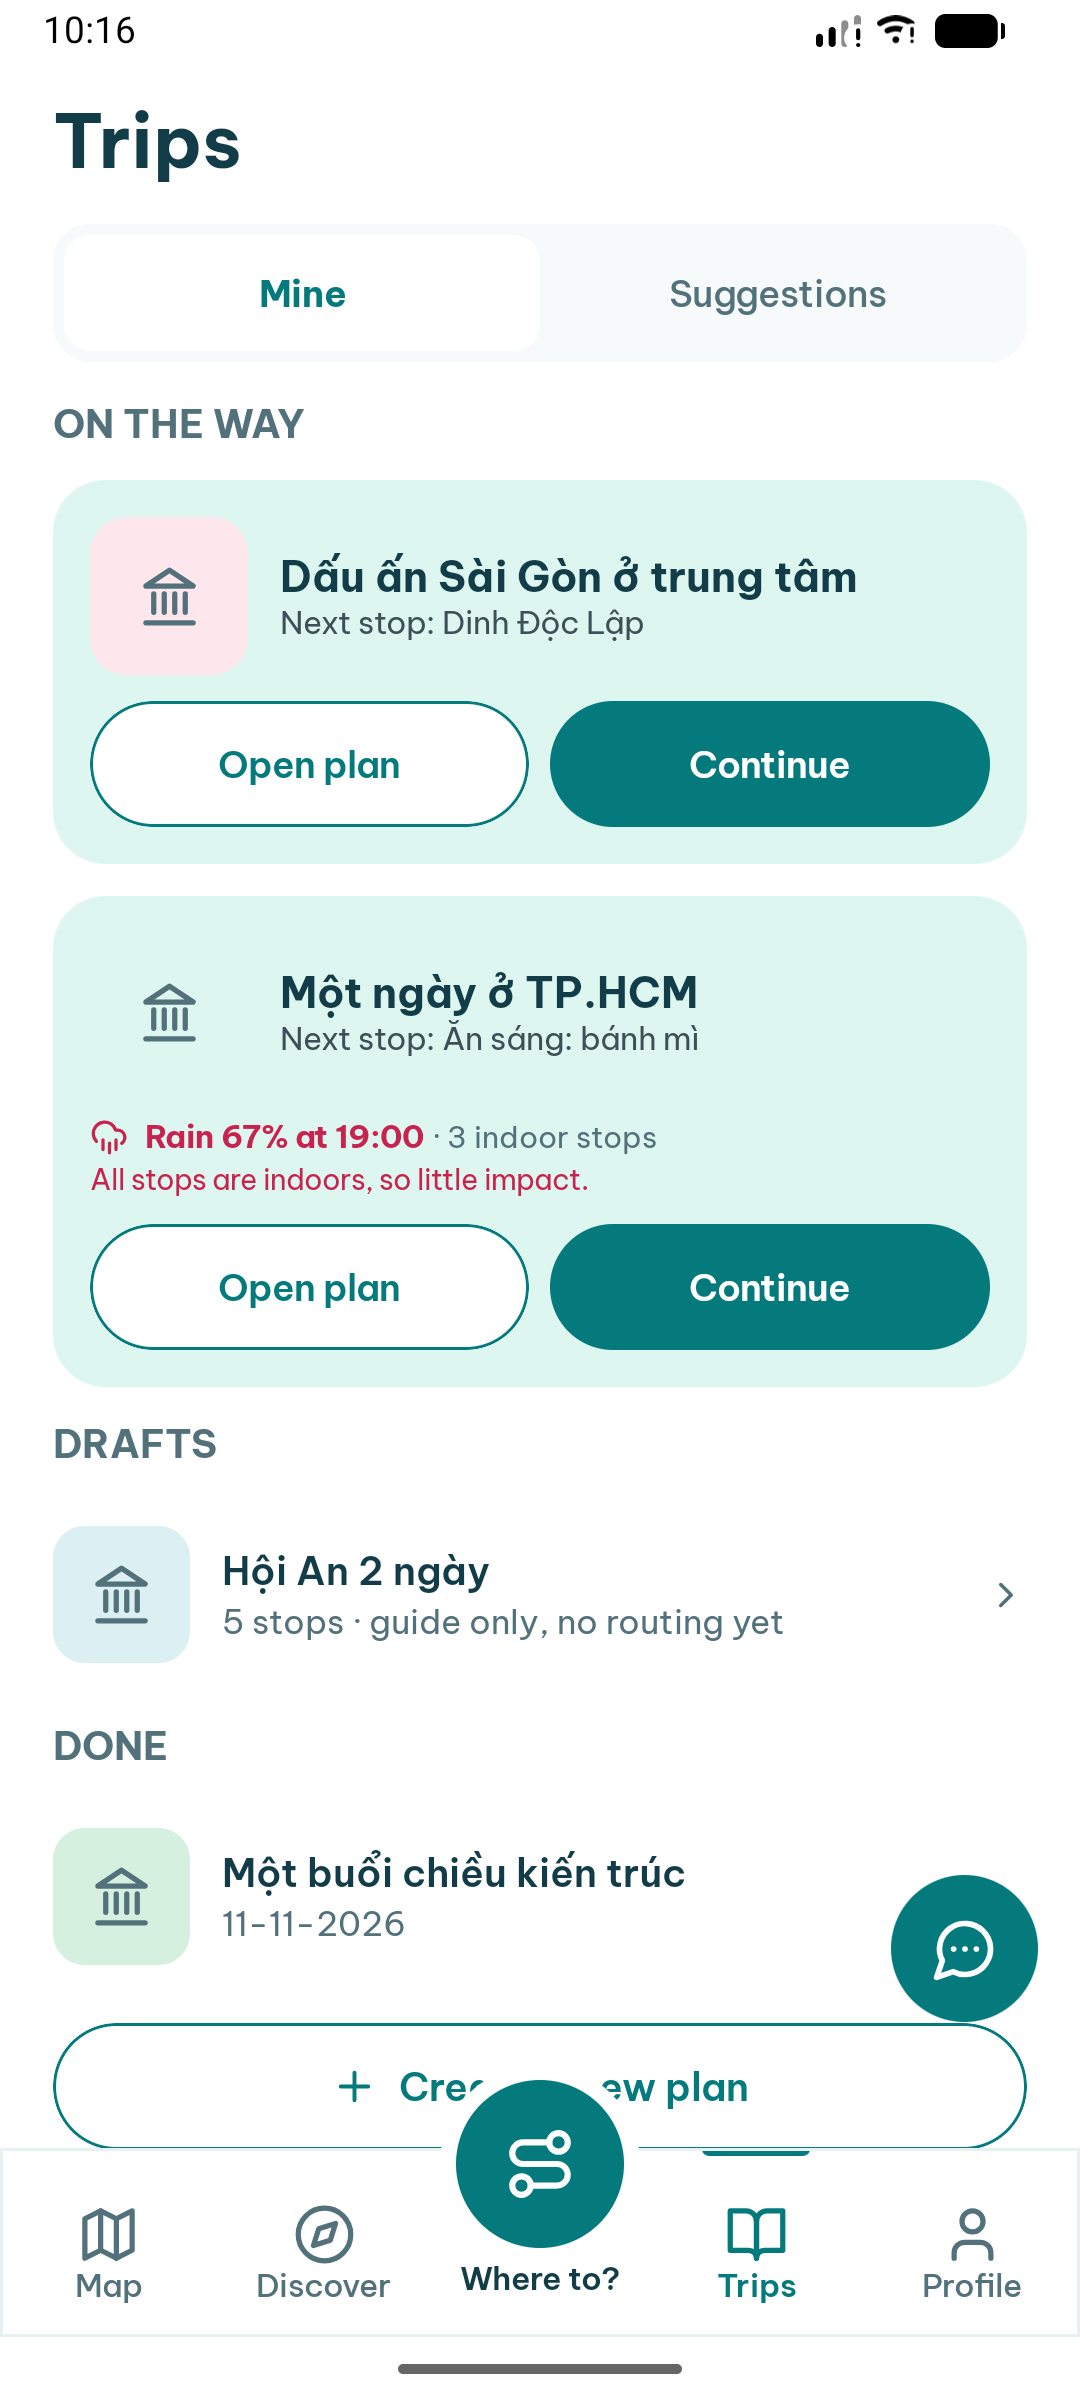 10:16
Trips
Mine
Suggestions
ON THE WAY
Dấu ấn Sài Gòn ở trung tâm
Next stop: Dinh Độc Lập
Open plan
Continue
Một ngày ở TP.HCM
Next stop: Ăn sáng: bánh mì
Rain 67% at 19:00 · 3 indoor stops
All stops are indoors, so little impact.
Open plan
Continue
DRAFTS
Hội An 2 ngày
5 stops · guide only, no routing yet
DONE
Một buổi chiều kiến trúc
11-11-2026
plan
Map
Discover
Where to?
Trips
Profile